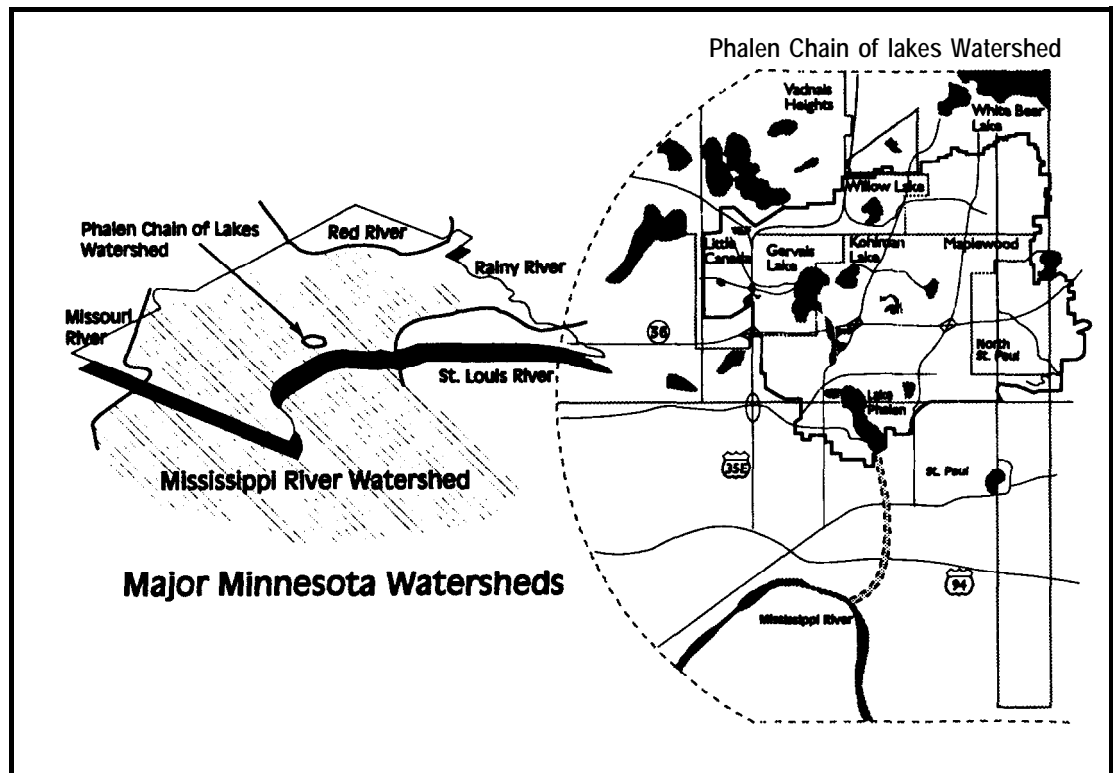 Phalen Chain of lakes Watershed
Vadnais
Heights
White Bear
Lake
Willow Lake
Phalen Chain of Lakes
Watershed
Red River
Rainy River
Missouri
River
St. Louis River
Mississippi River Watershed
Major Minnesota Watersheds
Little
Canada
Gervais
Lake
Kohlman
Lake
Maplewood
36
North
St. Paul
Lake
Phalen
35E
St. Paul
94
Mississippi River